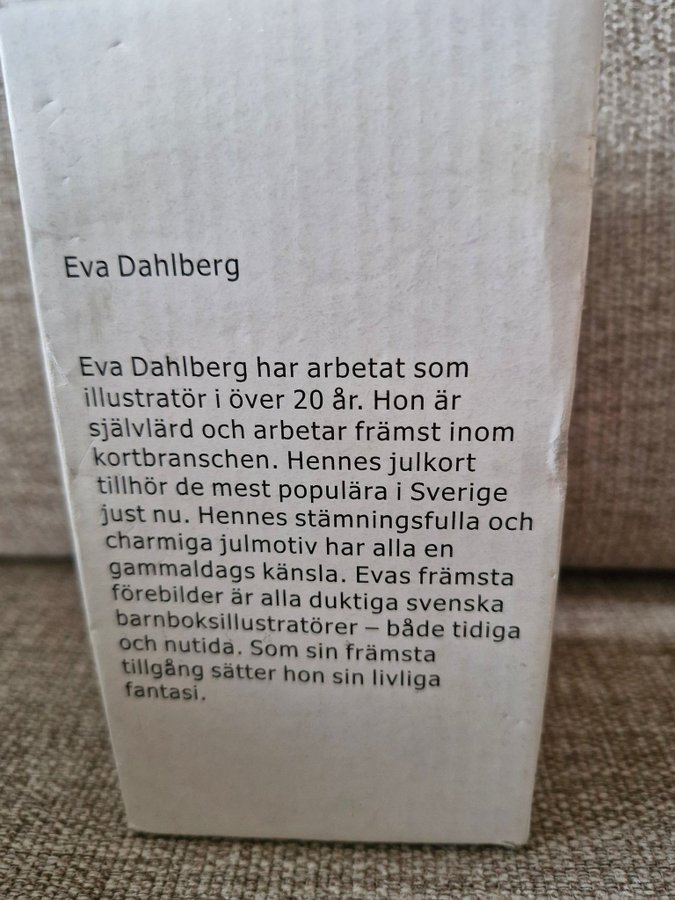 Eva Dahlberg
Eva Dahlberg har arbetat som
illustratör i över 20 år. Hon är
självlärd och arbetar främst inom
kortbranschen. Hennes julkort
tillhör de mest populära i Sverige
just nu. Hennes stämningsfulla och
charmiga julmotiv har alla en
gammaldags känsla. Evas främsta
förebilder är alla duktiga svenska
barnboksillustratörer – både tidiga
och nutida. Som sin främsta
tillgång sätter hon sin livliga
fantasi.